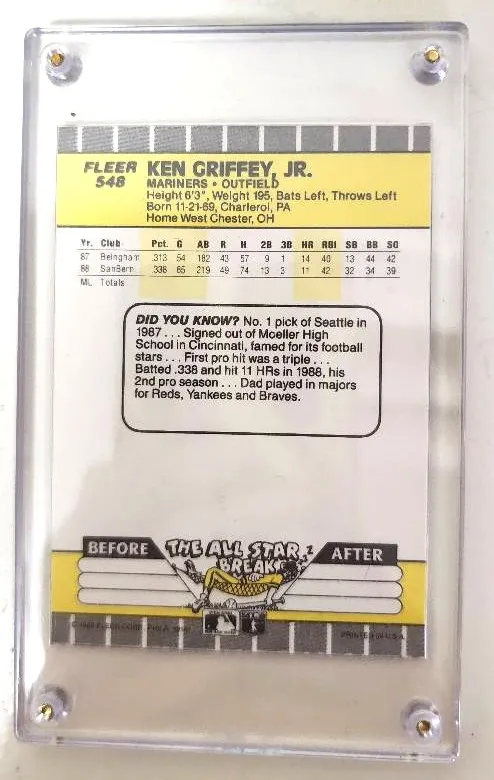 FLEER KEN GRIFFEY, JR.
548 MARINERS • OUTFIELD
Height 6'3", Weight 195, Bats Left, Throws Left
Born 11-21-69, Charleroi, PA
Home West Chester, OH
Yr. Club Pct. G AB R H 2B 3B HR RBI SB BB SO
87 Belngham .313 54 182 43 57 9 1 14 40 13 44 42
88 SanBern .338 65 219 49 74 13 3 11 42 32 34 39
ML Totals
DID YOU KNOW? No. 1 pick of Seattle in
1987 . . . Signed out of Moeller High
School in Cincinnati, famed for its football
stars . . . First pro hit was a triple . . .
Batted .338 and hit 11 HRs in 1988, his
2nd pro season . . . Dad played in majors
for Reds, Yankees and Braves.
BEFORE THE ALL STAR BREAK AFTER
FLEER CORP.
PRINTED IN U.S.A.